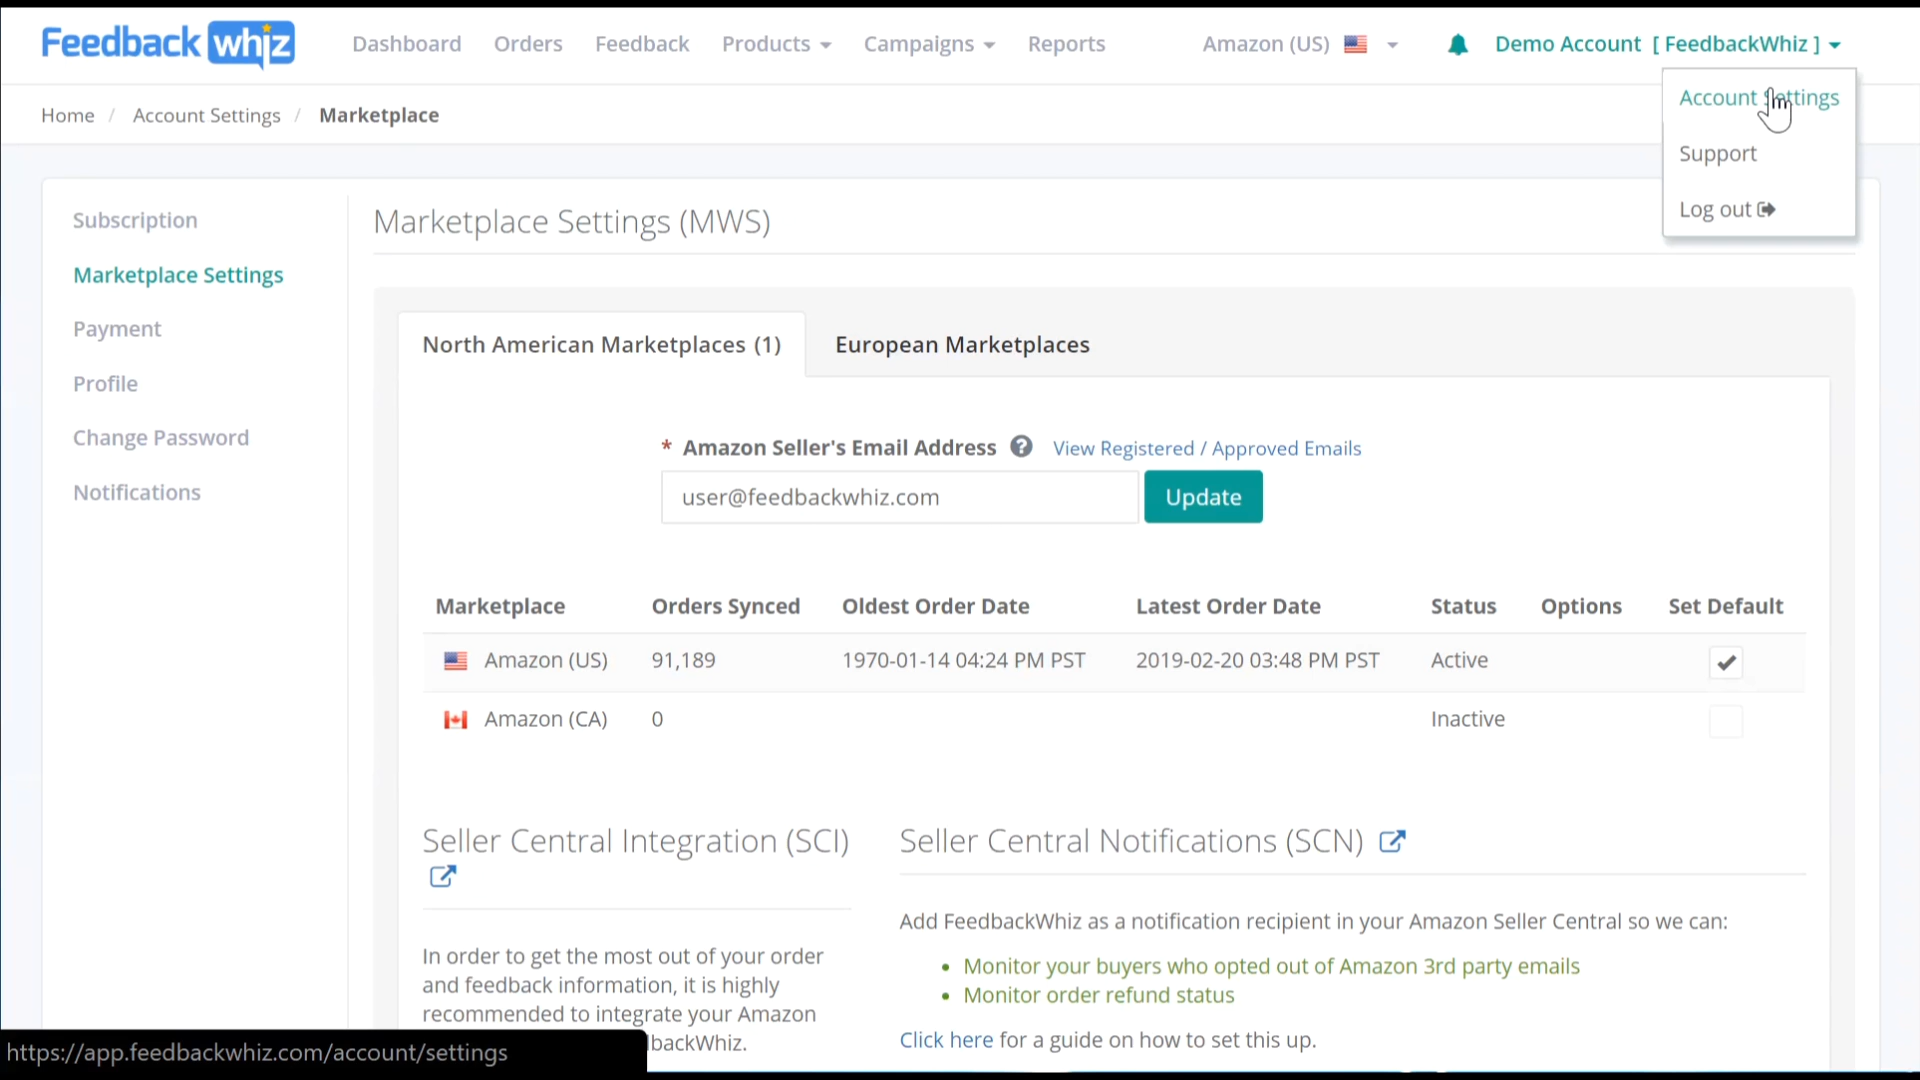 Feedback whiz Dashboard Orders Feedback Products Campaigns Reports Amazon (US) Demo Account [ FeedbackWhiz ]
Account Settings
Support
Log out
Home / Account Settings / Marketplace
Subscription
Marketplace Settings
Payment
Profile
Change Password
Notifications
Marketplace Settings (MWS)
North American Marketplaces (1) European Marketplaces
* Amazon Seller's Email Address ? View Registered / Approved Emails
user@feedbackwhiz.com Update
Marketplace Orders Synced Oldest Order Date Latest Order Date Status Options Set Default
Amazon (US) 91,189 1970-01-14 04:24 PM PST 2019-02-20 03:48 PM PST Active
Amazon (CA) 0 Inactive
Seller Central Integration (SCI)
In order to get the most out of your order
and feedback information, it is highly
recommended to integrate your Amazon
lbackWhiz.
Seller Central Notifications (SCN)
Add FeedbackWhiz as a notification recipient in your Amazon Seller Central so we can:
• Monitor your buyers who opted out of Amazon 3rd party emails
• Monitor order refund status
Click here for a guide on how to set this up.
https://app.feedbackwhiz.com/account/settings